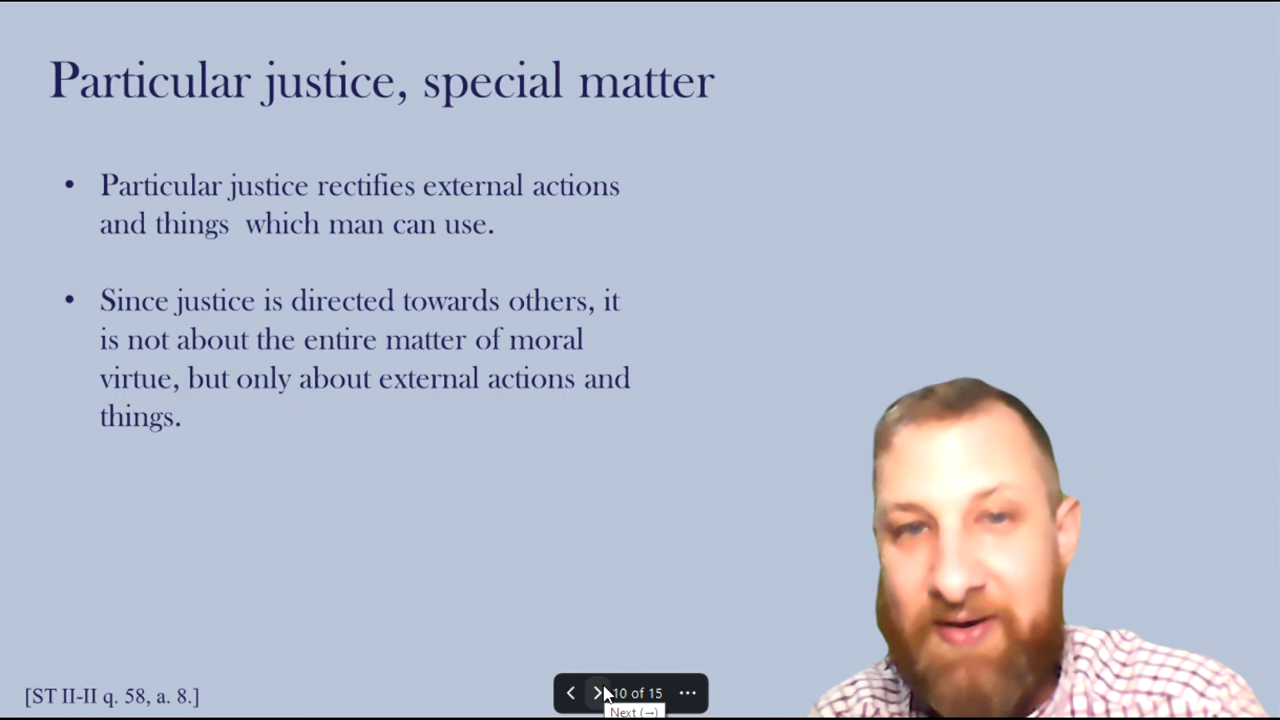 Particular justice, special matter
• Particular justice rectifies external actions
and things  which man can use.
• Since justice is directed towards others, it
is not about the entire matter of moral
virtue, but only about external actions and
things.
[ST II-II q. 58, a. 8.]
10 of 15
Next (→)